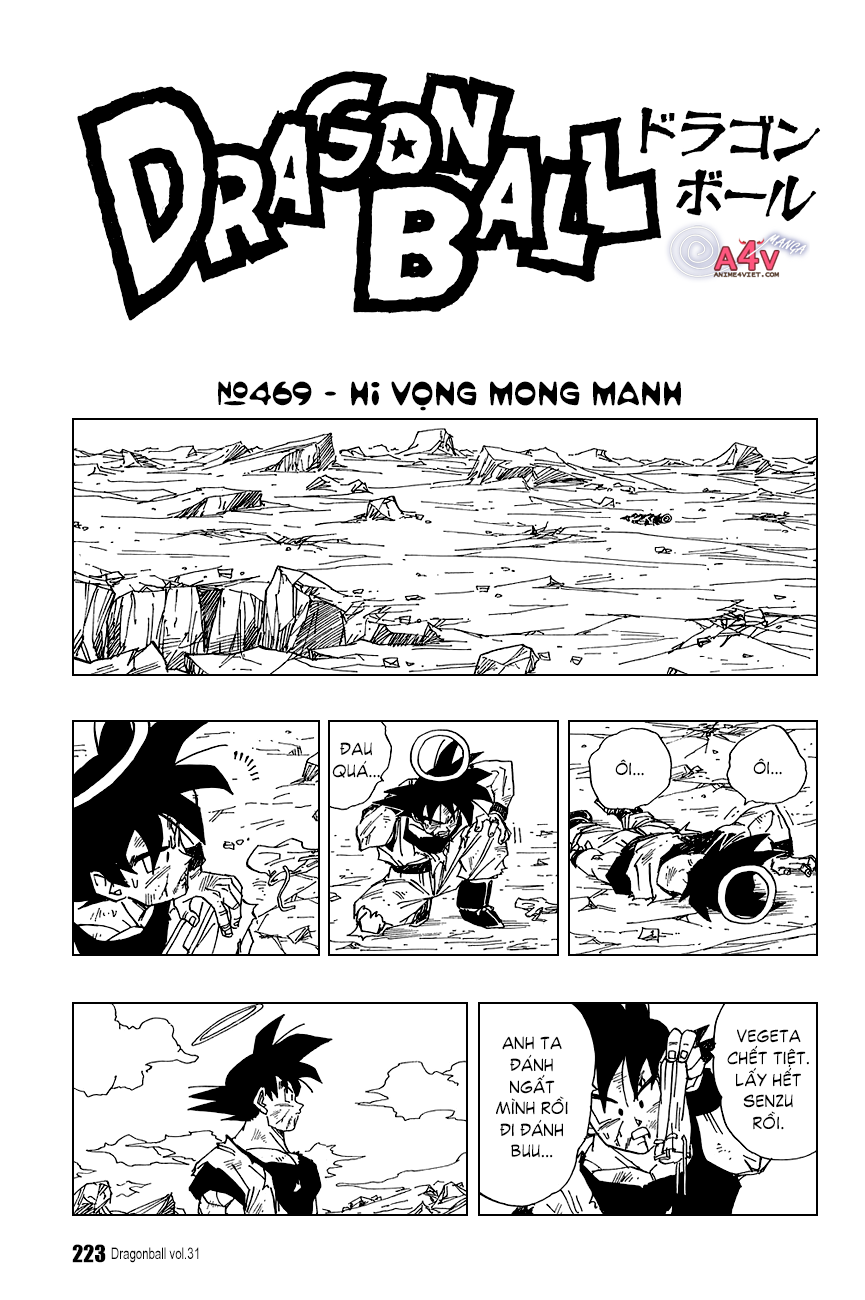 DRAGON
BALL
ドラゴン
ボール
MANGA
A4V
ANIME4VIET.COM
№469 - Hi VỌNG MONG MANH
ÔI...
ÔI...
ĐAU
QUÁ...
VEGETA
CHẾT TIỆT.
LẤY HẾT
SENZU
RỒI.
ANH TA
ĐÁNH
NGẤT
MÌNH RỒI
ĐI ĐÁNH
BUU...
223 Dragonball vol.31